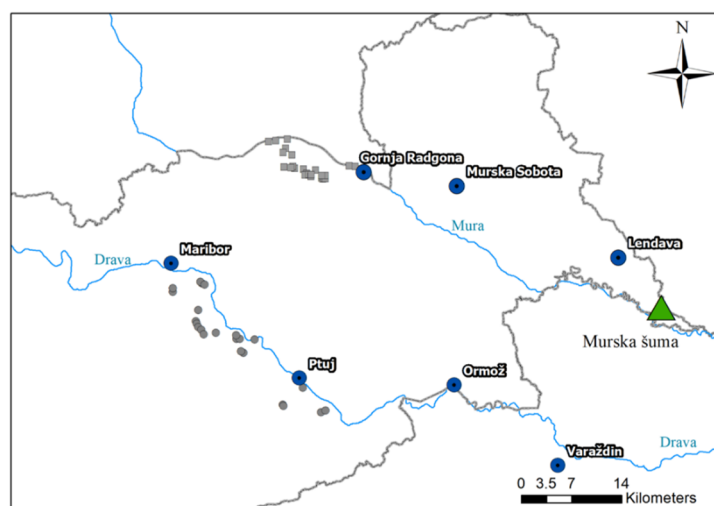 N
Gornja Radgona
Murska Sobota
Mura
Maribor
Drava
Lendava
Murska šuma
Ptuj
Ormož
Drava
Varaždin
0 3.5 7 14
Kilometers